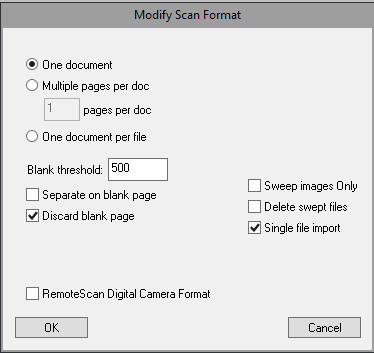 Modify Scan Format
One document
Multiple pages per doc
1 pages per doc
One document per file
Blank threshold: 500
Separate on blank page
Discard blank page
Sweep images Only
Delete swept files
Single file import
RemoteScan Digital Camera Format
OK
Cancel